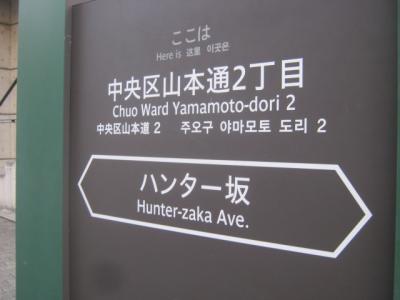 ここは
Here is 这里 이곳은
中央区山本通2丁目
Chuo Ward Yamamoto-dori 2
中央区山本道 2 주오구 야마모토 도리 2
ハンター坂
Hunter-zaka Ave.